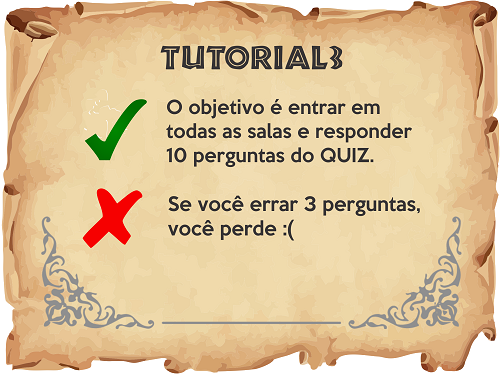 TUTORIAL3
O objetivo é entrar em
todas as salas e responder
10 perguntas do QUIZ.
Se você errar 3 perguntas,
você perde :(